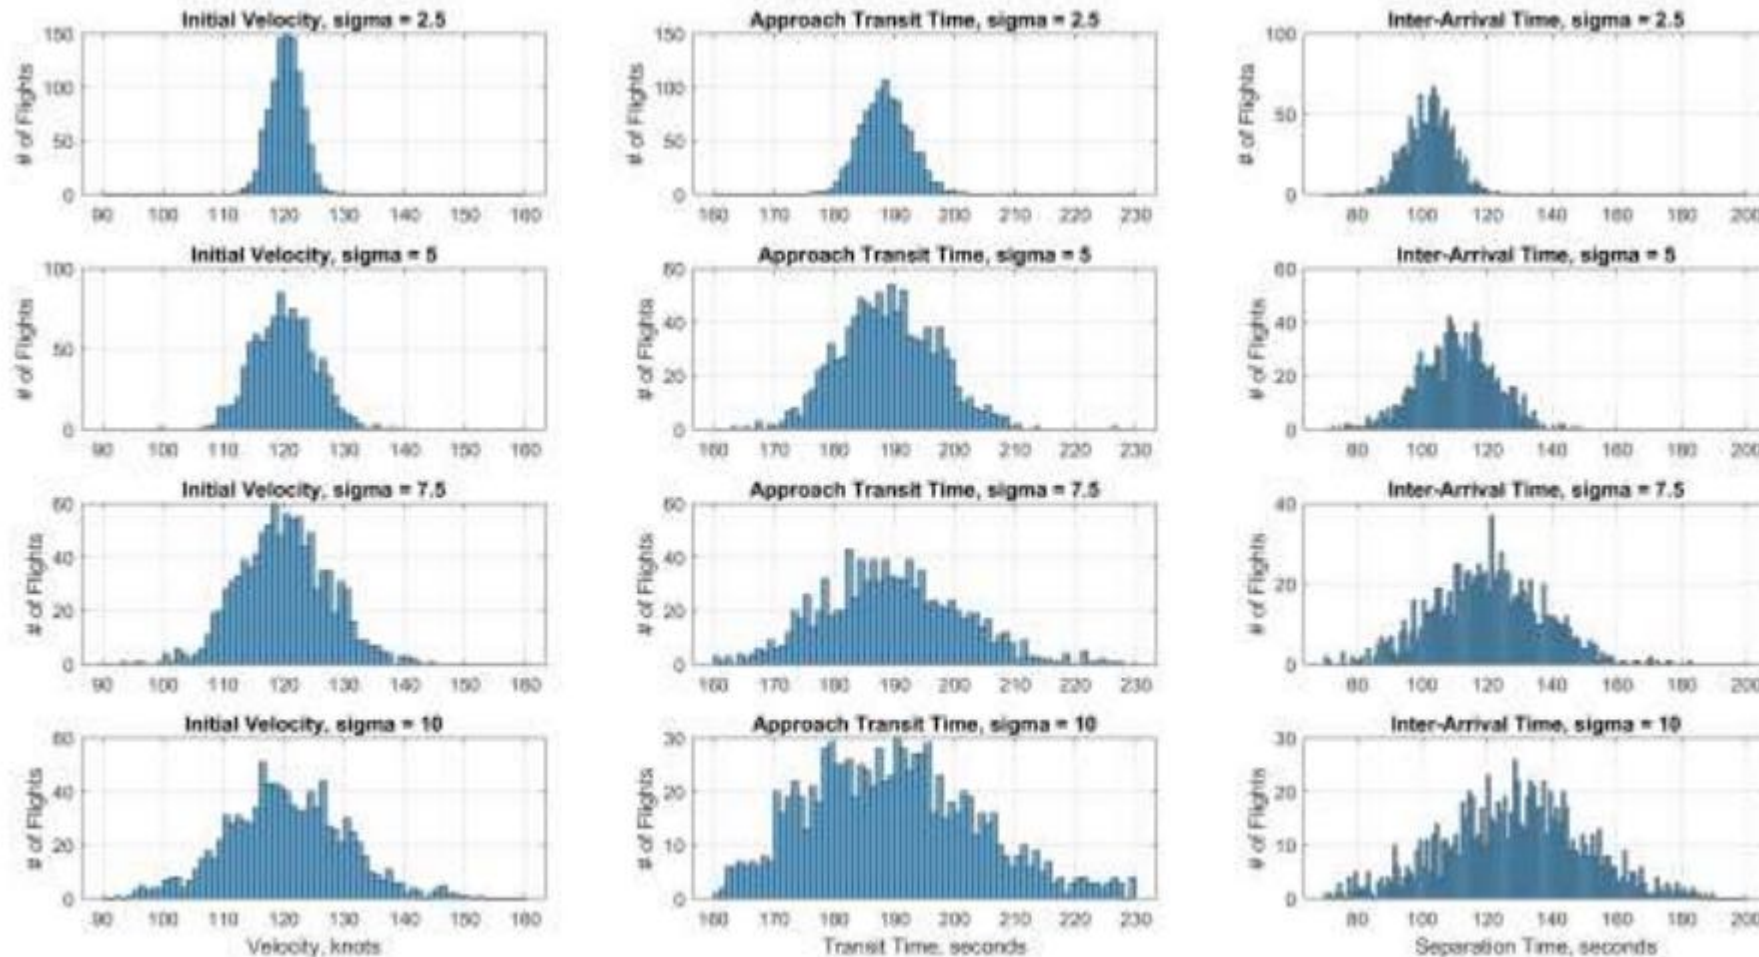 Initial Velocity, sigma = 2.5
# of Flights
150
100
50
0
90 100 110 120 130 140 150 160
Approach Transit Time, sigma = 2.5
# of Flights
150
100
50
0
160 170 180 190 200 210 220 230
Inter-Arrival Time, sigma = 2.5
# of Flights
100
50
0
80 100 120 140 160 180 200
Initial Velocity, sigma = 5
# of Flights
100
50
0
90 100 110 120 130 140 150 160
Approach Transit Time, sigma = 5
# of Flights
60
40
20
0
160 170 180 190 200 210 220 230
Inter-Arrival Time, sigma = 5
# of Flights
60
40
20
0
80 100 120 140 160 180 200
Initial Velocity, sigma = 7.5
# of Flights
60
40
20
0
90 100 110 120 130 140 150 160
Approach Transit Time, sigma = 7.5
# of Flights
60
40
20
0
160 170 180 190 200 210 220 230
Inter-Arrival Time, sigma = 7.5
# of Flights
40
20
0
80 100 120 140 160 180 200
Initial Velocity, sigma = 10
# of Flights
60
40
20
0
90 100 110 120 130 140 150 160
Velocity, knots
Approach Transit Time, sigma = 10
# of Flights
30
20
10
0
160 170 180 190 200 210 220 230
Transit Time, seconds
Inter-Arrival Time, sigma = 10
# of Flights
30
20
10
0
80 100 120 140 160 180 200
Separation Time, seconds